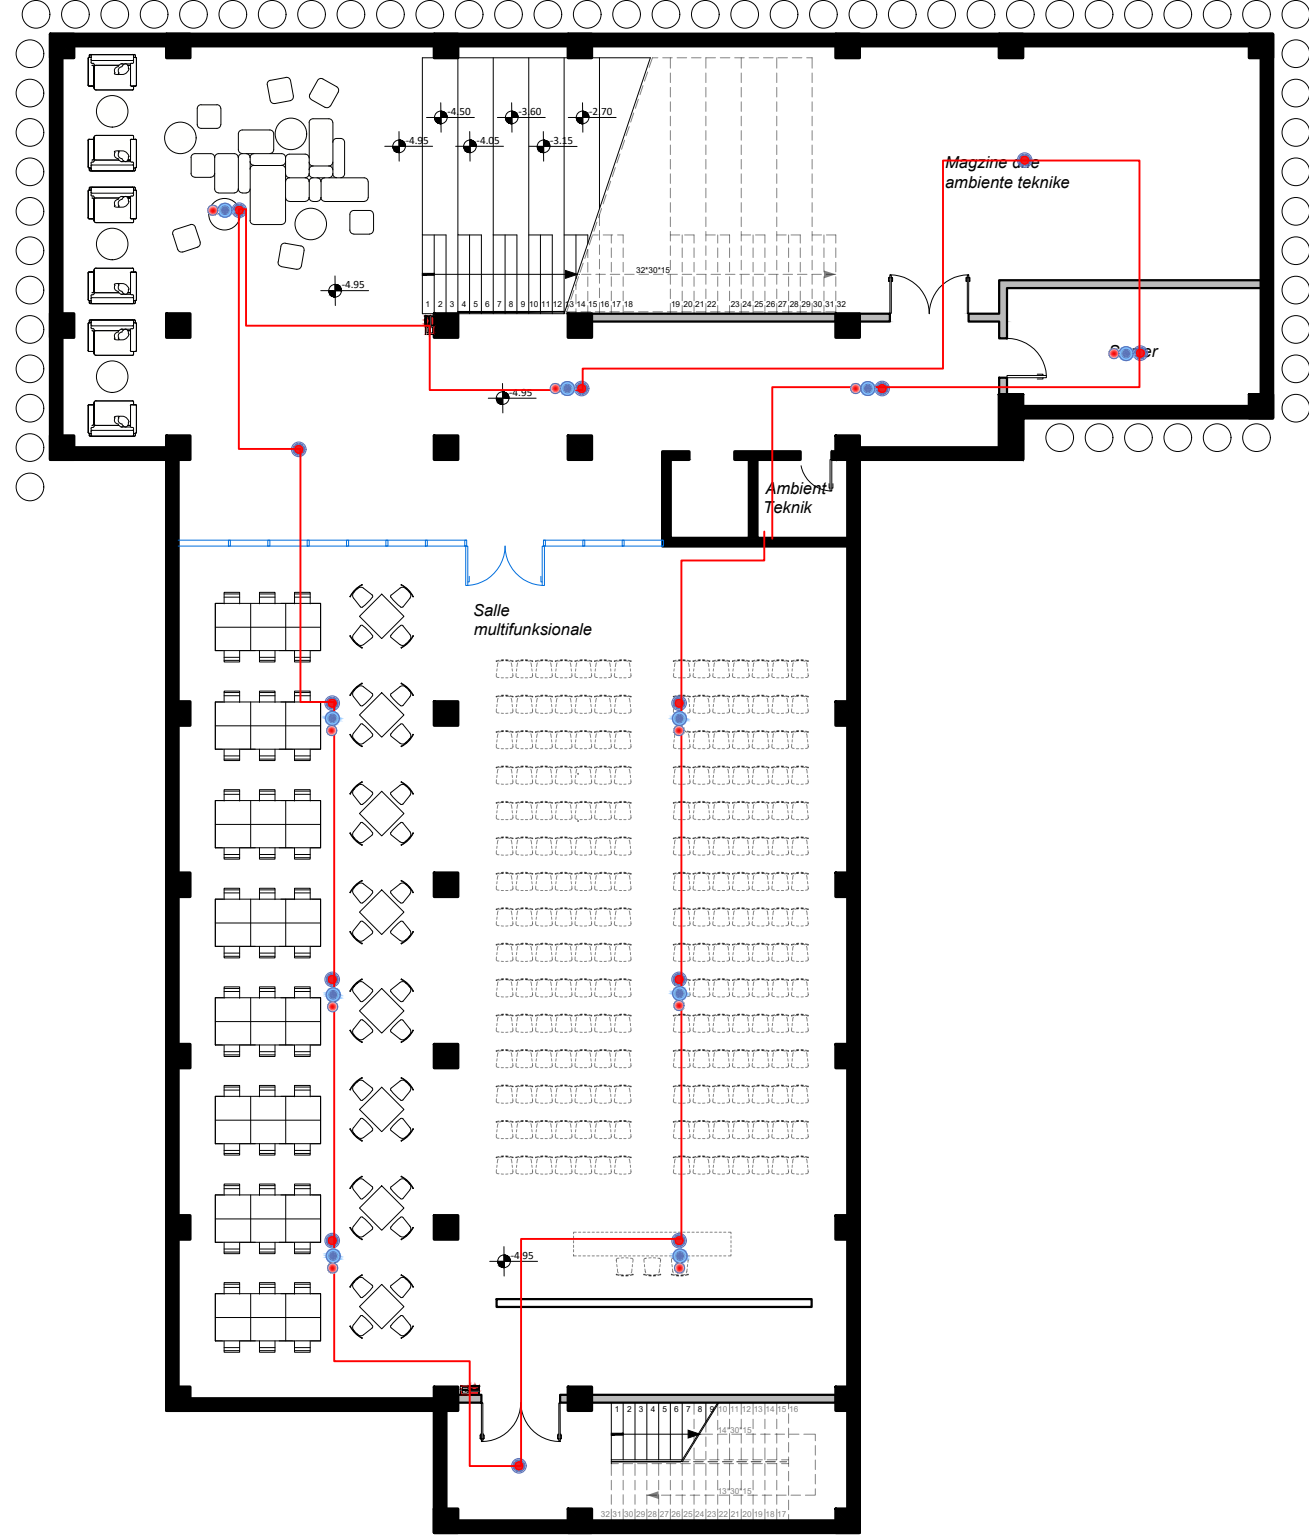 -4.50
-3.60
-2.70
-4.95
-4.05
-3.15
Magzine dhe
ambiente teknike
32*30*15
-4.95
1 2 3 4 5 6 7 8 9 10 11 12 13 14 15 16 17 18 19 20 21 22 23 24 25 26 27 28 29 30 31 32
Server
-4.95
Ambient
Teknik
Salle
multifunksionale
-4.95
1 2 3 4 5 6 7 8 9 10 11 12 13 14 15 16
14*30*15
13*30*15
32 31 30 29 28 27 26 25 24 23 22 21 20 19 18 17